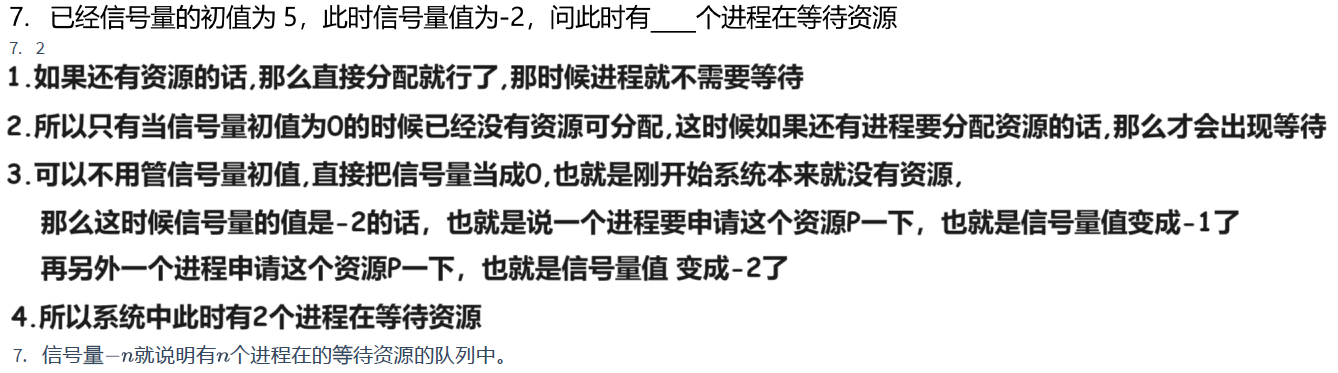 7. 已经信号量的初值为 5，此时信号量值为-2，问此时有____个进程在等待资源
7. 2
1.如果还有资源的话,那么直接分配就行了,那时候进程就不需要等待
2.所以只有当信号量初值为0的时候已经没有资源可分配,这时候如果还有进程要分配资源的话,那么才会出现等待
3.可以不用管信号量初值,直接把信号量当成0,也就是刚开始系统本来就没有资源,
那么这时候信号量的值是-2的话，也就是说一个进程要申请这个资源P一下，也就是信号量值变成-1了
再另外一个进程申请这个资源P一下，也就是信号量值 变成-2了
4.所以系统中此时有2个进程在等待资源
7. 信号量−n就说明有n个进程在的等待资源的队列中。